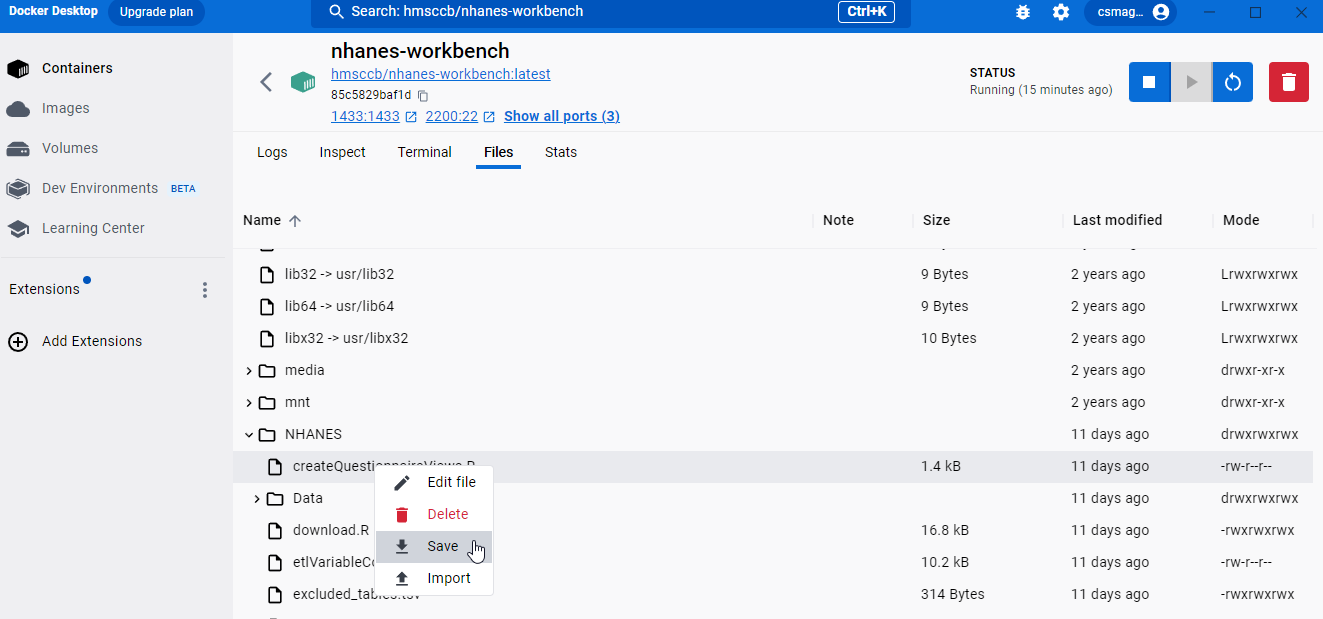 Docker Desktop Upgrade plan Search: hmsccb/nhanes-workbench Ctrl+K csmag...
Containers
Images
Volumes
Dev Environments BETA
Learning Center
Extensions
Add Extensions
nhanes-workbench
hmsccb/nhanes-workbench:latest
85c5829baf1d
1433:1433 2200:22 Show all ports (3)
STATUS
Running (15 minutes ago)
Logs Inspect Terminal Files Stats
Name Note Size Last modified Mode
lib32 -> usr/lib32 9 Bytes 2 years ago Lrwxrwxrwx
lib64 -> usr/lib64 9 Bytes 2 years ago Lrwxrwxrwx
libx32 -> usr/libx32 10 Bytes 2 years ago Lrwxrwxrwx
media 2 years ago drwxr-xr-x
mnt 2 years ago drwxr-xr-x
NHANES 11 days ago drwxrwxrwx
createQuestionnaireViews.R 1.4 kB 11 days ago -rw-r--r--
Data 11 days ago drwxrwxrwx
download.R 16.8 kB 11 days ago -rwxrwxrwx
etlVariableCo 10.2 kB 11 days ago -rw-r--r--
excluded_tables.tsv 314 Bytes 11 days ago -rwxrwxrwx
Edit file
Delete
Save
Import